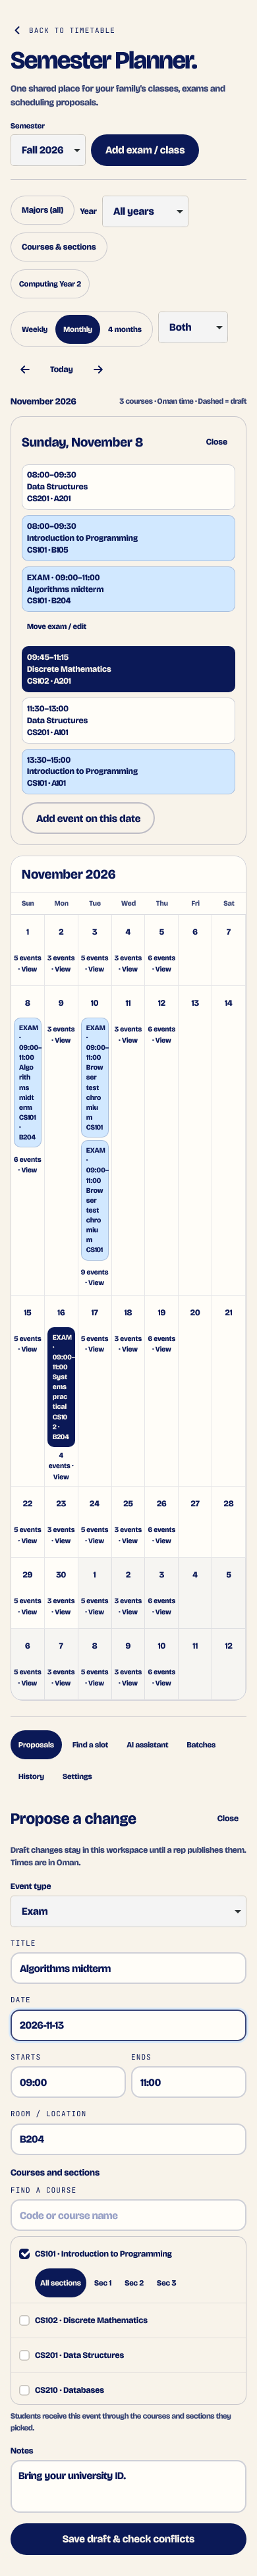 BACK TO TIMETABLE
Semester Planner.
One shared place for your family's classes, exams and
scheduling proposals.
Semester
Fall 2026
Add exam / class
Majors (all)
Year
All years
Courses & sections
Computing Year 2
Weekly
Monthly
4 months
Both
← Today →
November 2026
3 courses · Oman time · Dashed = draft
Sunday, November 8
Close
08:00–09:30
Data Structures
CS201 · A201
08:00–09:30
Introduction to Programming
CS101 · B105
EXAM · 09:00–11:00
Algorithms midterm
CS101 · B204
Move exam / edit
09:45–11:15
Discrete Mathematics
CS102 · A201
11:30–13:00
Data Structures
CS201 · A101
13:30–15:00
Introduction to Programming
CS101 · A101
Add event on this date
November 2026
Sun Mon Tue Wed Thu Fri Sat
1 2 3 4 5 6 7
5 events 3 events 5 events 3 events 6 events
· View · View · View · View · View
8 9 10 11 12 13 14
EXAM
·
09:00–
11:00
Algo
rith
ms
midt
erm
CS101
·
B204
6 events
· View
3 events
· View
EXAM
·
09:00–
11:00
Brow
ser
test
chro
miu
m
CS101
EXAM
·
09:00–
11:00
Brow
ser
test
chro
miu
m
CS101
9 events
· View
3 events
· View
6 events
· View
15 16 17 18 19 20 21
5 events
· View
EXAM
·
09:00–
11:00
Syst
ems
prac
tical
CS10
2 ·
B204
4
events ·
View
5 events
· View
3 events
· View
6 events
· View
22 23 24 25 26 27 28
5 events 3 events 5 events 3 events 6 events
· View · View · View · View · View
29 30 1 2 3 4 5
5 events 3 events 5 events 3 events 6 events
· View · View · View · View · View
6 7 8 9 10 11 12
5 events 3 events 5 events 3 events 6 events
· View · View · View · View · View
Proposals
Find a slot
AI assistant
Batches
History
Settings
Propose a change
Close
Draft changes stay in this workspace until a rep publishes them.
Times are in Oman.
Event type
Exam
TITLE
Algorithms midterm
DATE
2026-11-13
STARTS
ENDS
09:00
11:00
ROOM / LOCATION
B204
Courses and sections
FIND A COURSE
Code or course name
CS101 · Introduction to Programming
All sections
Sec 1
Sec 2
Sec 3
CS102 · Discrete Mathematics
CS201 · Data Structures
CS210 · Databases
Students receive this event through the courses and sections they
picked.
Notes
Bring your university ID.
Save draft & check conflicts